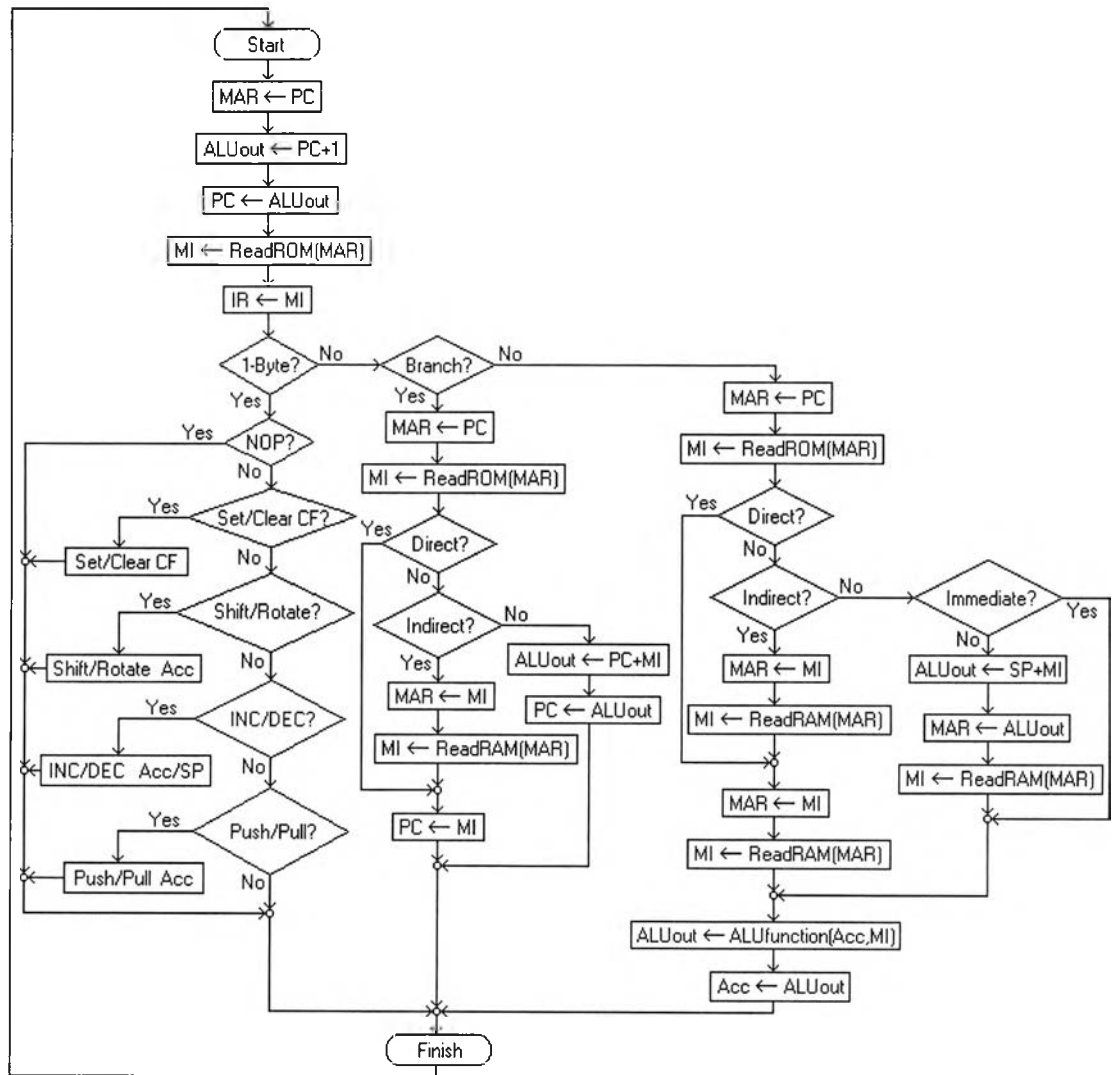 Start
MAR ← PC
ALUout ← PC+1
PC ← ALUout
MI ← ReadROM(MAR)
IR ← MI
1-Byte?
No
Yes
NOP?
Yes
No
Set/Clear CF?
Yes
Set/Clear CF
No
Shift/Rotate?
Yes
Shift/Rotate Acc
No
INC/DEC?
Yes
INC/DEC Acc/SP
No
Push/Pull?
Yes
Push/Pull Acc
No
Branch?
No
Yes
MAR ← PC
MI ← ReadROM(MAR)
Direct?
Yes
No
Indirect?
No
Yes
ALUout ← PC+MI
PC ← ALUout
MAR ← MI
MI ← ReadRAM(MAR)
PC ← MI
MAR ← PC
MI ← ReadROM(MAR)
Direct?
Yes
No
Indirect?
No
Yes
MAR ← MI
MI ← ReadRAM(MAR)
MAR ← MI
MI ← ReadRAM(MAR)
Immediate?
Yes
No
ALUout ← SP+MI
MAR ← ALUout
MI ← ReadRAM(MAR)
ALUout ← ALUfunction(Acc,MI)
Acc ← ALUout
Finish